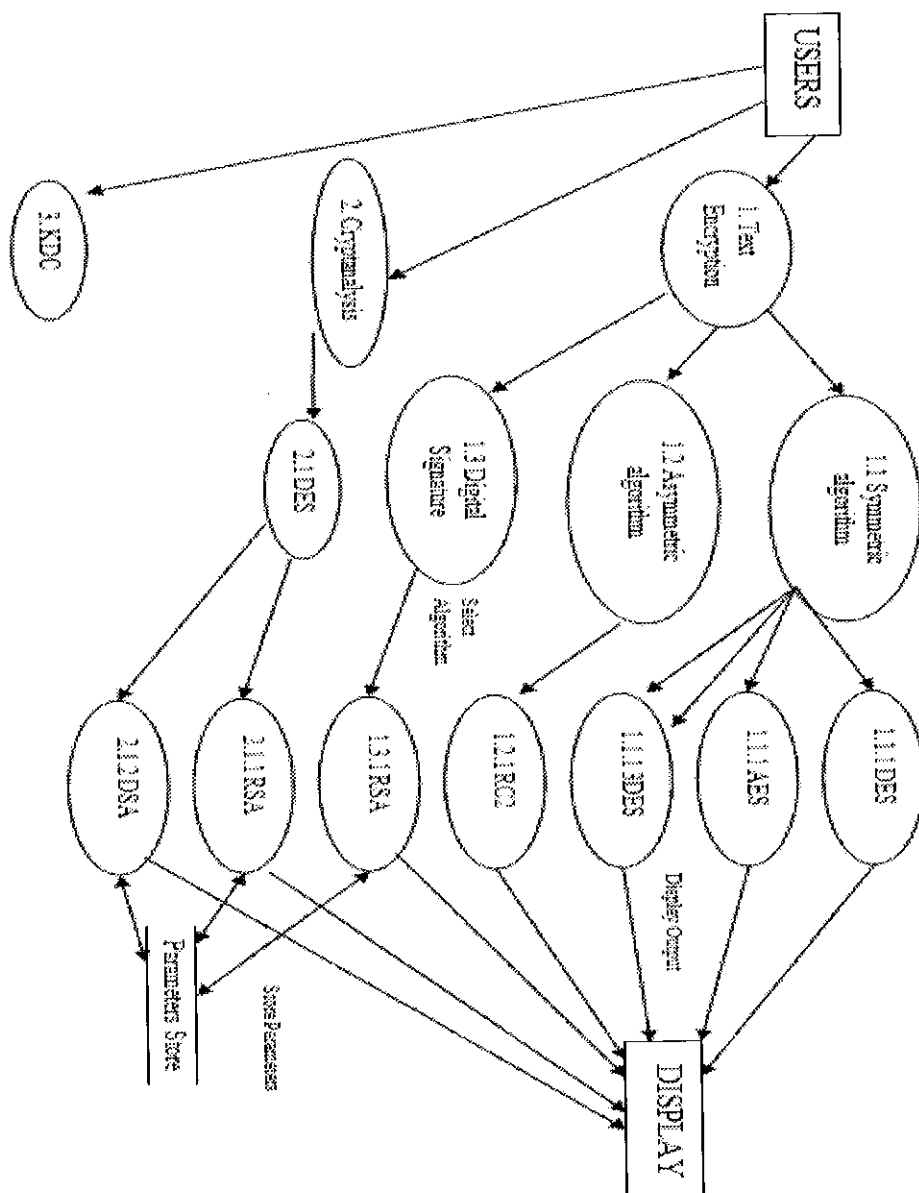 USERS
1. Text
Encryption
2. Cryptanalysis
3.KDC
1.1 Symmetric
algorithm
1.2 Asymmetric
algorithm
1.3 Digital
Signature
2.1 DES
Select
Algorithm
1.1.1 DES
1.1.1 AES
1.1.1.3DES
1.2.1 RC2
1.3.1 RSA
2.1.1 RSA
2.1.2 DSA
Display Output
Store Parameters
DISPLAY
Parameters Store